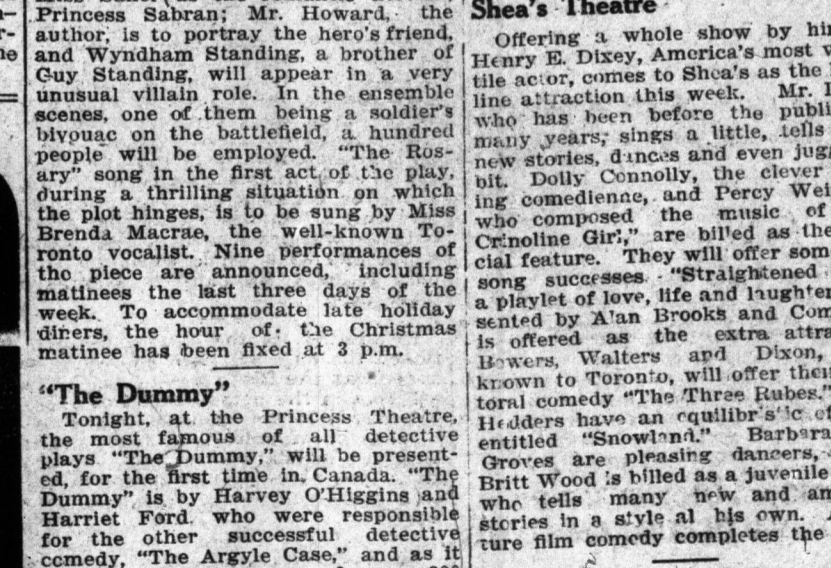 Princess Sabran; Mr. Howard, the
author, is to portray the hero's friend,
and Wyndham Standing, a brother of
Guy Standing, will appear in a very
unusual villain role. In the ensemble
scenes, one of them being a soldier's
bivouac on the battlefield, a hundred
people will be employed. "The Ros-
ary" song in the first act of the play,
during a thrilling situation on which
the plot hinges, is to be sung by Miss
Brenda Macrae, the well-known To-
ronto vocalist. Nine performances of
the piece are announced, including
matinees the last three days of the
week. To accommodate late holiday
diners, the hour of the Christmas
matinee has been fixed at 3 p.m.
"The Dummy"
Tonight, at the Princess Theatre,
the most famous of all detective
plays "The Dummy," will be present-
ed, for the first time in Canada. "The
Dummy" is by Harvey O'Higgins and
Harriet Ford. who were responsible
for the other successful detective
comedy, "The Argyle Case," and as it
Shea's Theatre
Offering a whole show by hi
Henry E. Dixey, America's most v
tile actor, comes to Shea's as the
line attraction this week. Mr.
who has been before the publi
many years, sings a little, tells
new stories, dances and even jug
bit. Dolly Connolly, the clever
ing comedienne, and Percy Wei
who composed the music of
Crinoline Girl," are billed as the
cial feature. They will offer som
song successes. "Straightened
a playlet of love, life and laughter
sented by Alan Brooks and Com
is offered as the extra attra
Bowers, Walters and Dixon,
known to Toronto, will offer thei
toral comedy "The Three Rubes."
Hedders have an equilibristic
entitled "Snowland." Barbara
Groves are pleasing dancers,
Britt Wood is billed as a juvenile
who tells many new and am
stories in a style al his own.
ture film comedy completes the